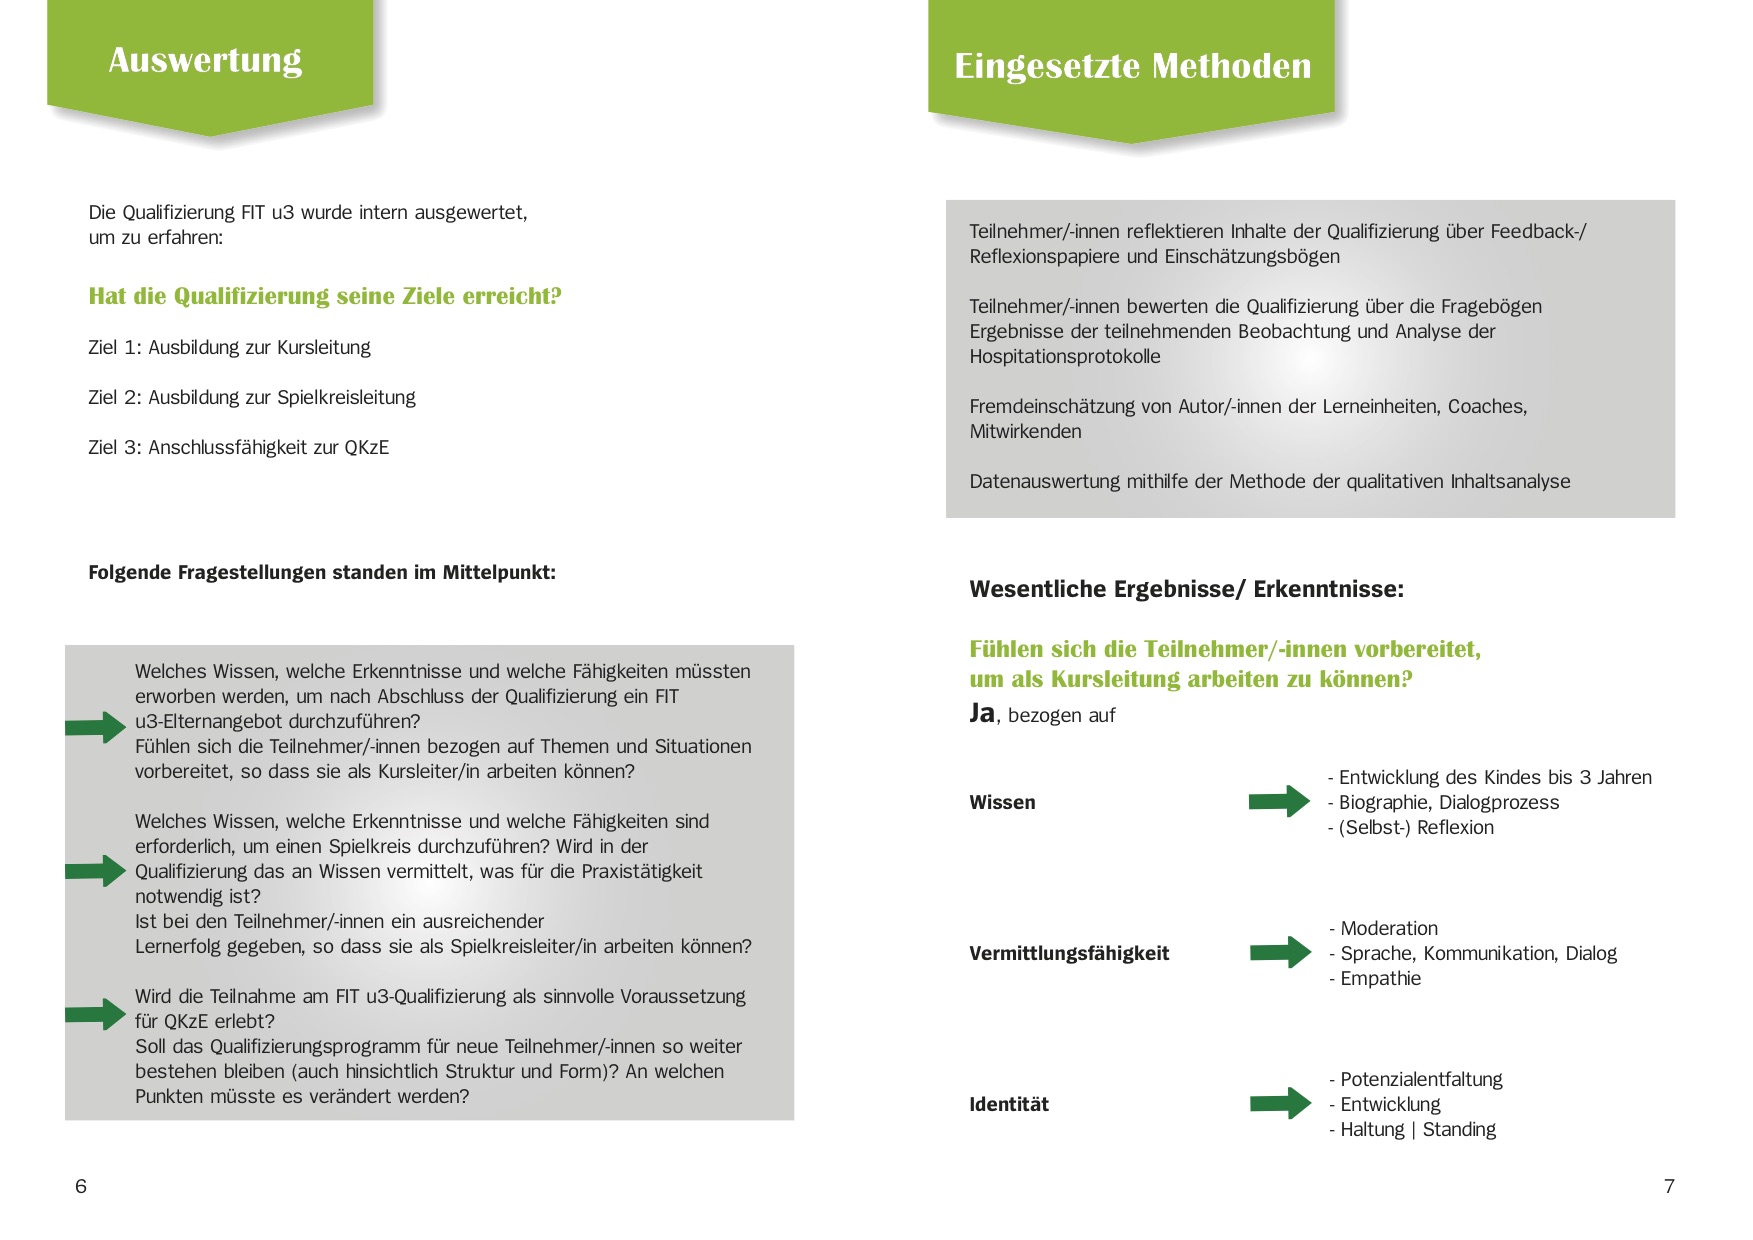 Auswertung
Die Qualifizierung FIT u3 wurde intern ausgewertet,
um zu erfahren:
Hat die Qualifizierung seine Ziele erreicht?
Ziel 1: Ausbildung zur Kursleitung
Ziel 2: Ausbildung zur Spielkreisleitung
Ziel 3: Anschlussfähigkeit zur QKzE
Folgende Fragestellungen standen im Mittelpunkt:
Welches Wissen, welche Erkenntnisse und welche Fähigkeiten müssten
erworben werden, um nach Abschluss der Qualifizierung ein FIT
u3-Elternangebot durchzuführen?
Fühlen sich die Teilnehmer/-innen bezogen auf Themen und Situationen
vorbereitet, so dass sie als Kursleiter/in arbeiten können?
Welches Wissen, welche Erkenntnisse und welche Fähigkeiten sind
erforderlich, um einen Spielkreis durchzuführen? Wird in der
Qualifizierung das an Wissen vermittelt, was für die Praxistätigkeit
notwendig ist?
Ist bei den Teilnehmer/-innen ein ausreichender
Lernerfolg gegeben, so dass sie als Spielkreisleiter/in arbeiten können?
Wird die Teilnahme am FIT u3-Qualifizierung als sinnvolle Voraussetzung
für QKzE erlebt?
Soll das Qualifizierungsprogramm für neue Teilnehmer/-innen so weiter
bestehen bleiben (auch hinsichtlich Struktur und Form)? An welchen
Punkten müsste es verändert werden?
6
Eingesetzte Methoden
Teilnehmer/-innen reflektieren Inhalte der Qualifizierung über Feedback-/
Reflexionspapiere und Einschätzungsbögen
Teilnehmer/-innen bewerten die Qualifizierung über die Fragebögen
Ergebnisse der teilnehmenden Beobachtung und Analyse der
Hospitationsprotokolle
Fremdeinschätzung von Autor/-innen der Lerneinheiten, Coaches,
Mitwirkenden
Datenauswertung mithilfe der Methode der qualitativen Inhaltsanalyse
Wesentliche Ergebnisse/ Erkenntnisse:
Fühlen sich die Teilnehmer/-innen vorbereitet,
um als Kursleitung arbeiten zu können?
Ja, bezogen auf
Wissen
- Entwicklung des Kindes bis 3 Jahren
- Biographie, Dialogprozess
- (Selbst-) Reflexion
Vermittlungsfähigkeit
- Moderation
- Sprache, Kommunikation, Dialog
- Empathie
Identität
- Potenzialentfaltung
- Entwicklung
- Haltung | Standing
7